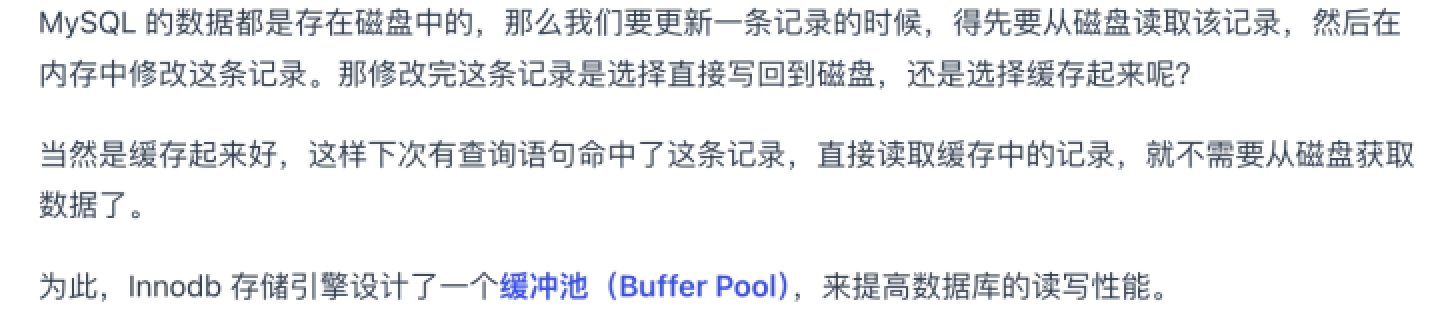 MySQL 的数据都是存在磁盘中的，那么我们要更新一条记录的时候，得先要从磁盘读取该记录，然后在
内存中修改这条记录。那修改完这条记录是选择直接写回到磁盘，还是选择缓存起来呢？
当然是缓存起来好，这样下次有查询语句命中了这条记录，直接读取缓存中的记录，就不需要从磁盘获取
数据了。
为此，Innodb 存储引擎设计了一个缓冲池（Buffer Pool），来提高数据库的读写性能。